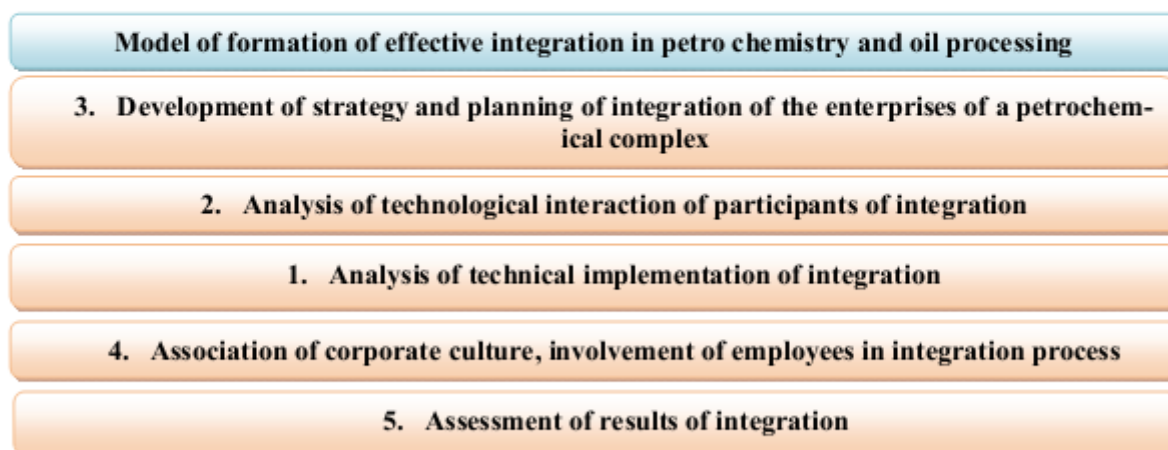 Model of formation of effective integration in petro chemistry and oil processing
3. Development of strategy and planning of integration of the enterprises of a petrochem-
ical complex
2. Analysis of technological interaction of participants of integration
1. Analysis of technical implementation of integration
4. Association of corporate culture, involvement of employees in integration process
5. Assessment of results of integration